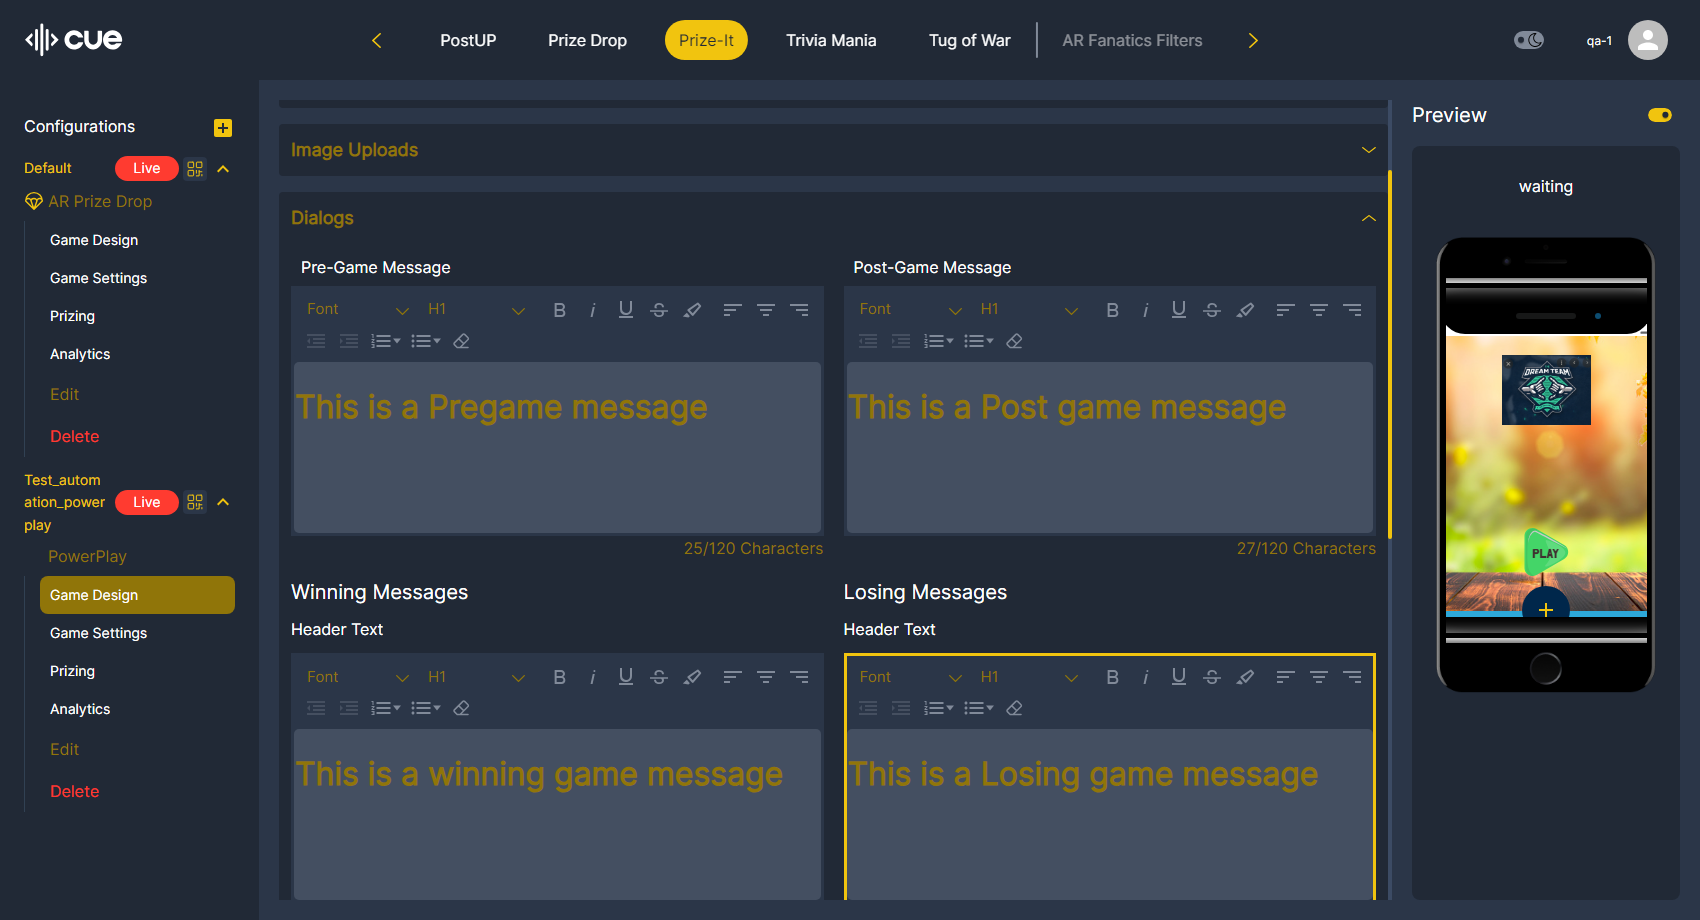 cue
PostUP
Prize Drop
Prize-It
Trivia Mania
Tug of War
AR Fanatics Filters
qa-1
Configurations
Default
Live
AR Prize Drop
Game Design
Game Settings
Prizing
Analytics
Edit
Delete
Test_autom
ation_power
play
Live
PowerPlay
Game Design
Game Settings
Prizing
Analytics
Edit
Delete
Image Uploads
Dialogs
Pre-Game Message
Font
H1
This is a Pregame message
25/120 Characters
Post-Game Message
Font
H1
This is a Post game message
27/120 Characters
Winning Messages
Header Text
Font
H1
This is a winning game message
Losing Messages
Header Text
Font
H1
This is a Losing game message
Preview
waiting
DREAM TEAM
PLAY